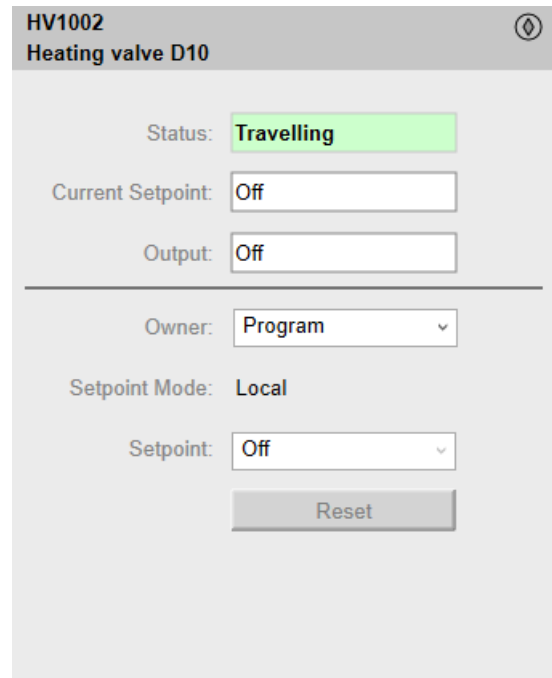 HV1002
Heating valve D10
Status: Travelling
Current Setpoint: Off
Output: Off
Owner: Program
Setpoint Mode: Local
Setpoint: Off
Reset